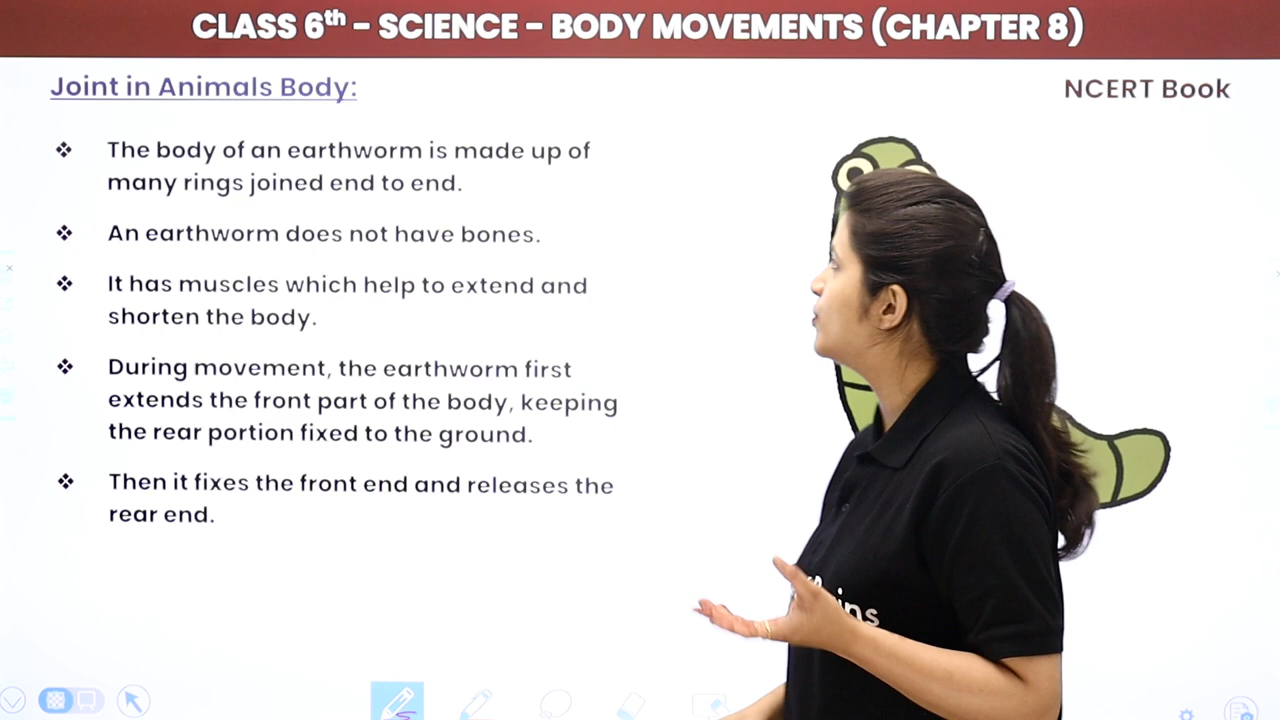 CLASS 6th – SCIENCE – BODY MOVEMENTS (CHAPTER 8)
Joint in Animals Body:
NCERT Book
❖ The body of an earthworm is made up of
many rings joined end to end.
❖ An earthworm does not have bones.
❖ It has muscles which help to extend and
shorten the body.
❖ During movement, the earthworm first
extends the front part of the body, keeping
the rear portion fixed to the ground.
❖ Then it fixes the front end and releases the
rear end.